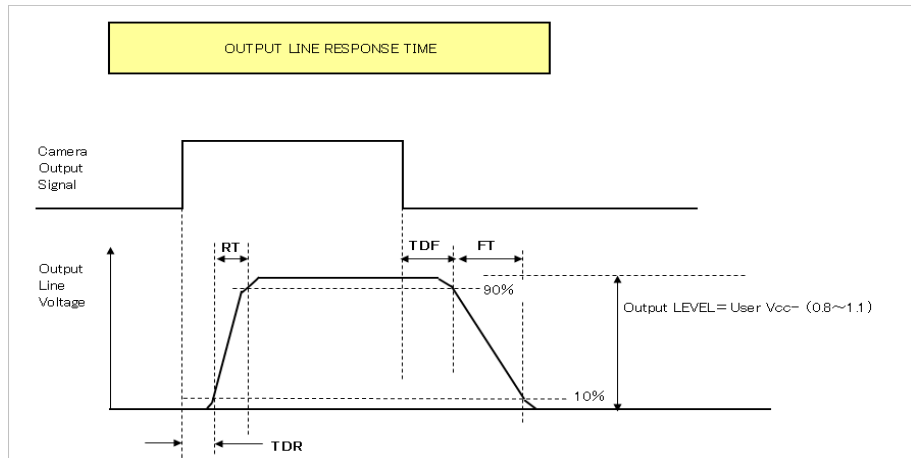 OUTPUT LINE RESPONSE TIME
Camera
Output
Signal
RT
TDF
FT
Output
Line
Voltage
90%
Output LEVEL=User Vcc-（0.8～1.1）
10%
TDR